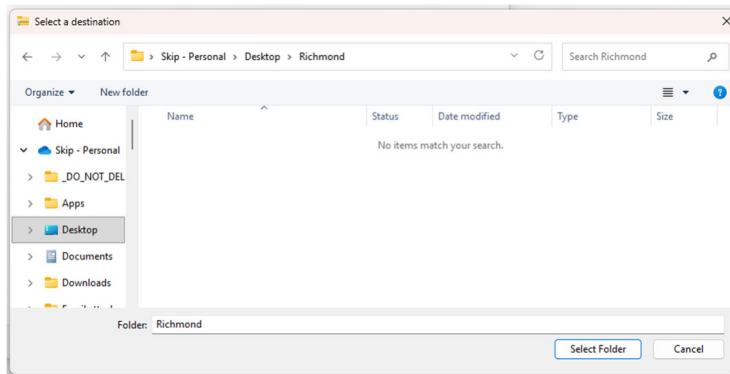 Select a destination
Skip - Personal > Desktop > Richmond
Search Richmond
Organize
New folder
Name Status Date modified Type Size
Home
No items match your search.
Skip - Personal
_DO_NOT_DEL
Apps
Desktop
Documents
Downloads
Folder: Richmond
Select Folder Cancel